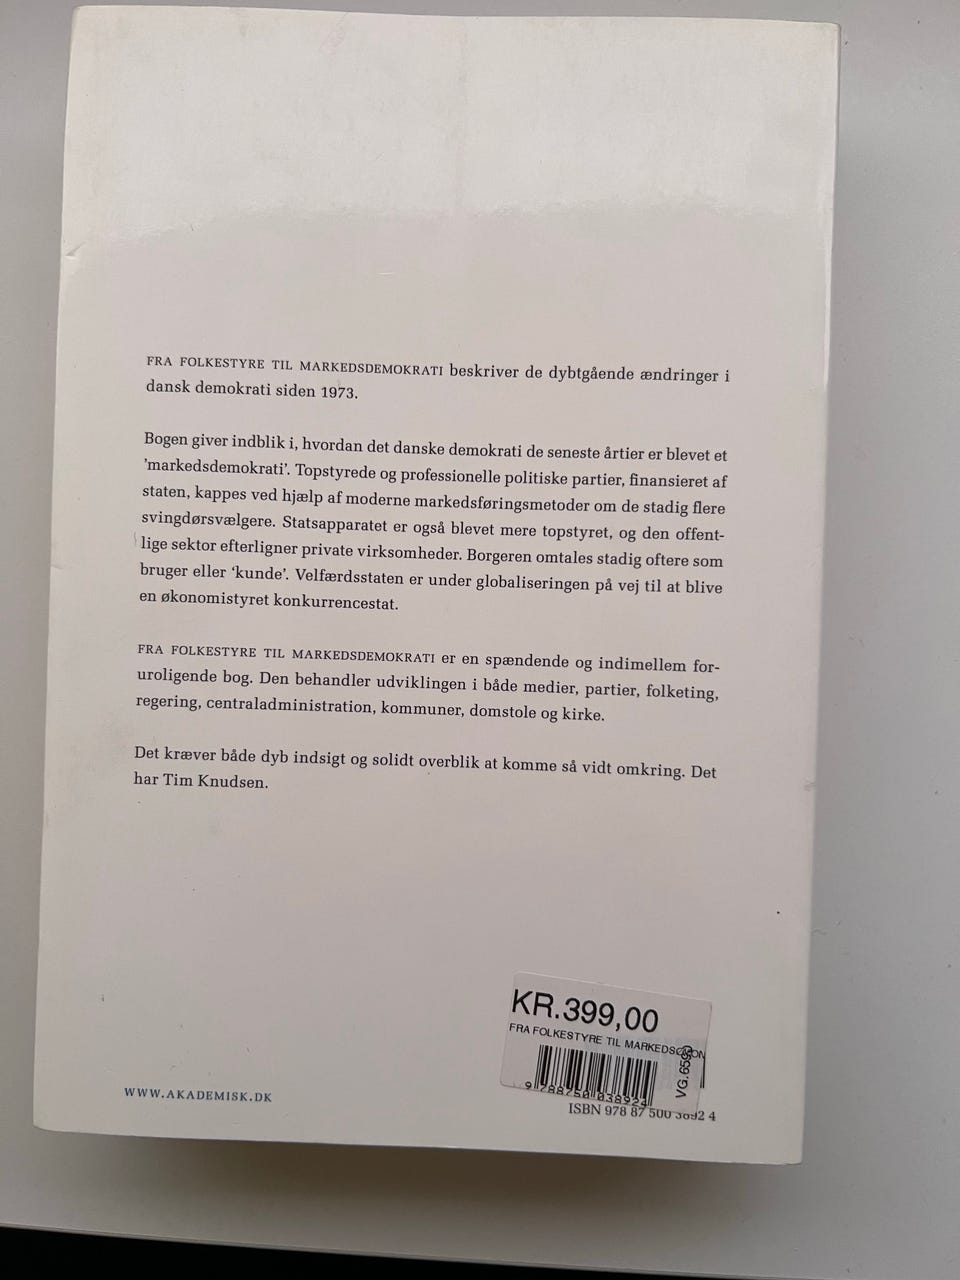 FRA FOLKESTYRE TIL MARKEDSDEMOKRATI beskriver de dybtgående ændringer i
dansk demokrati siden 1973.
Bogen giver indblik i, hvordan det danske demokrati de seneste årtier er blevet et
’markedsdemokrati’. Topstyrede og professionelle politiske partier, finansieret af
staten, kappes ved hjælp af moderne markedsføringsmetoder om de stadig flere
svingdørsvælgere. Statsapparatet er også blevet mere topstyret, og den offent-
lige sektor efterligner private virksomheder. Borgeren omtales stadig oftere som
bruger eller ‘kunde’. Velfærdsstaten er under globaliseringen på vej til at blive
en økonomistyret konkurrencestat.
FRA FOLKESTYRE TIL MARKEDSDEMOKRATI er en spændende og indimellem for-
uroligende bog. Den behandler udviklingen i både medier, partier, folketing,
regering, centraladministration, kommuner, domstole og kirke.
Det kræver både dyb indsigt og solidt overblik at komme så vidt omkring. Det
har Tim Knudsen.
KR.399,00
FRA FOLKESTYRE TIL
9 788750 038924
ISBN 978 87 500 3892 4
WWW.AKADEMISK.DK